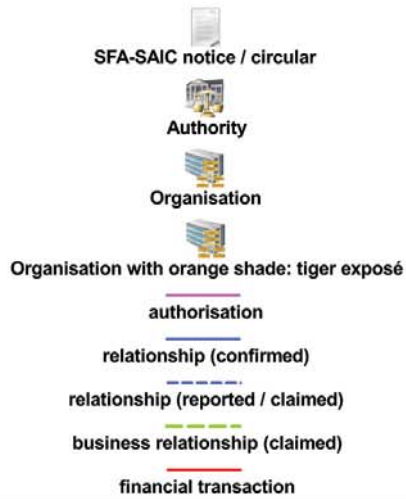 SFA-SAIC notice / circular
Authority
Organisation
Organisation with orange shade: tiger exposé
authorisation
relationship (confirmed)
relationship (reported / claimed)
business relationship (claimed)
financial transaction